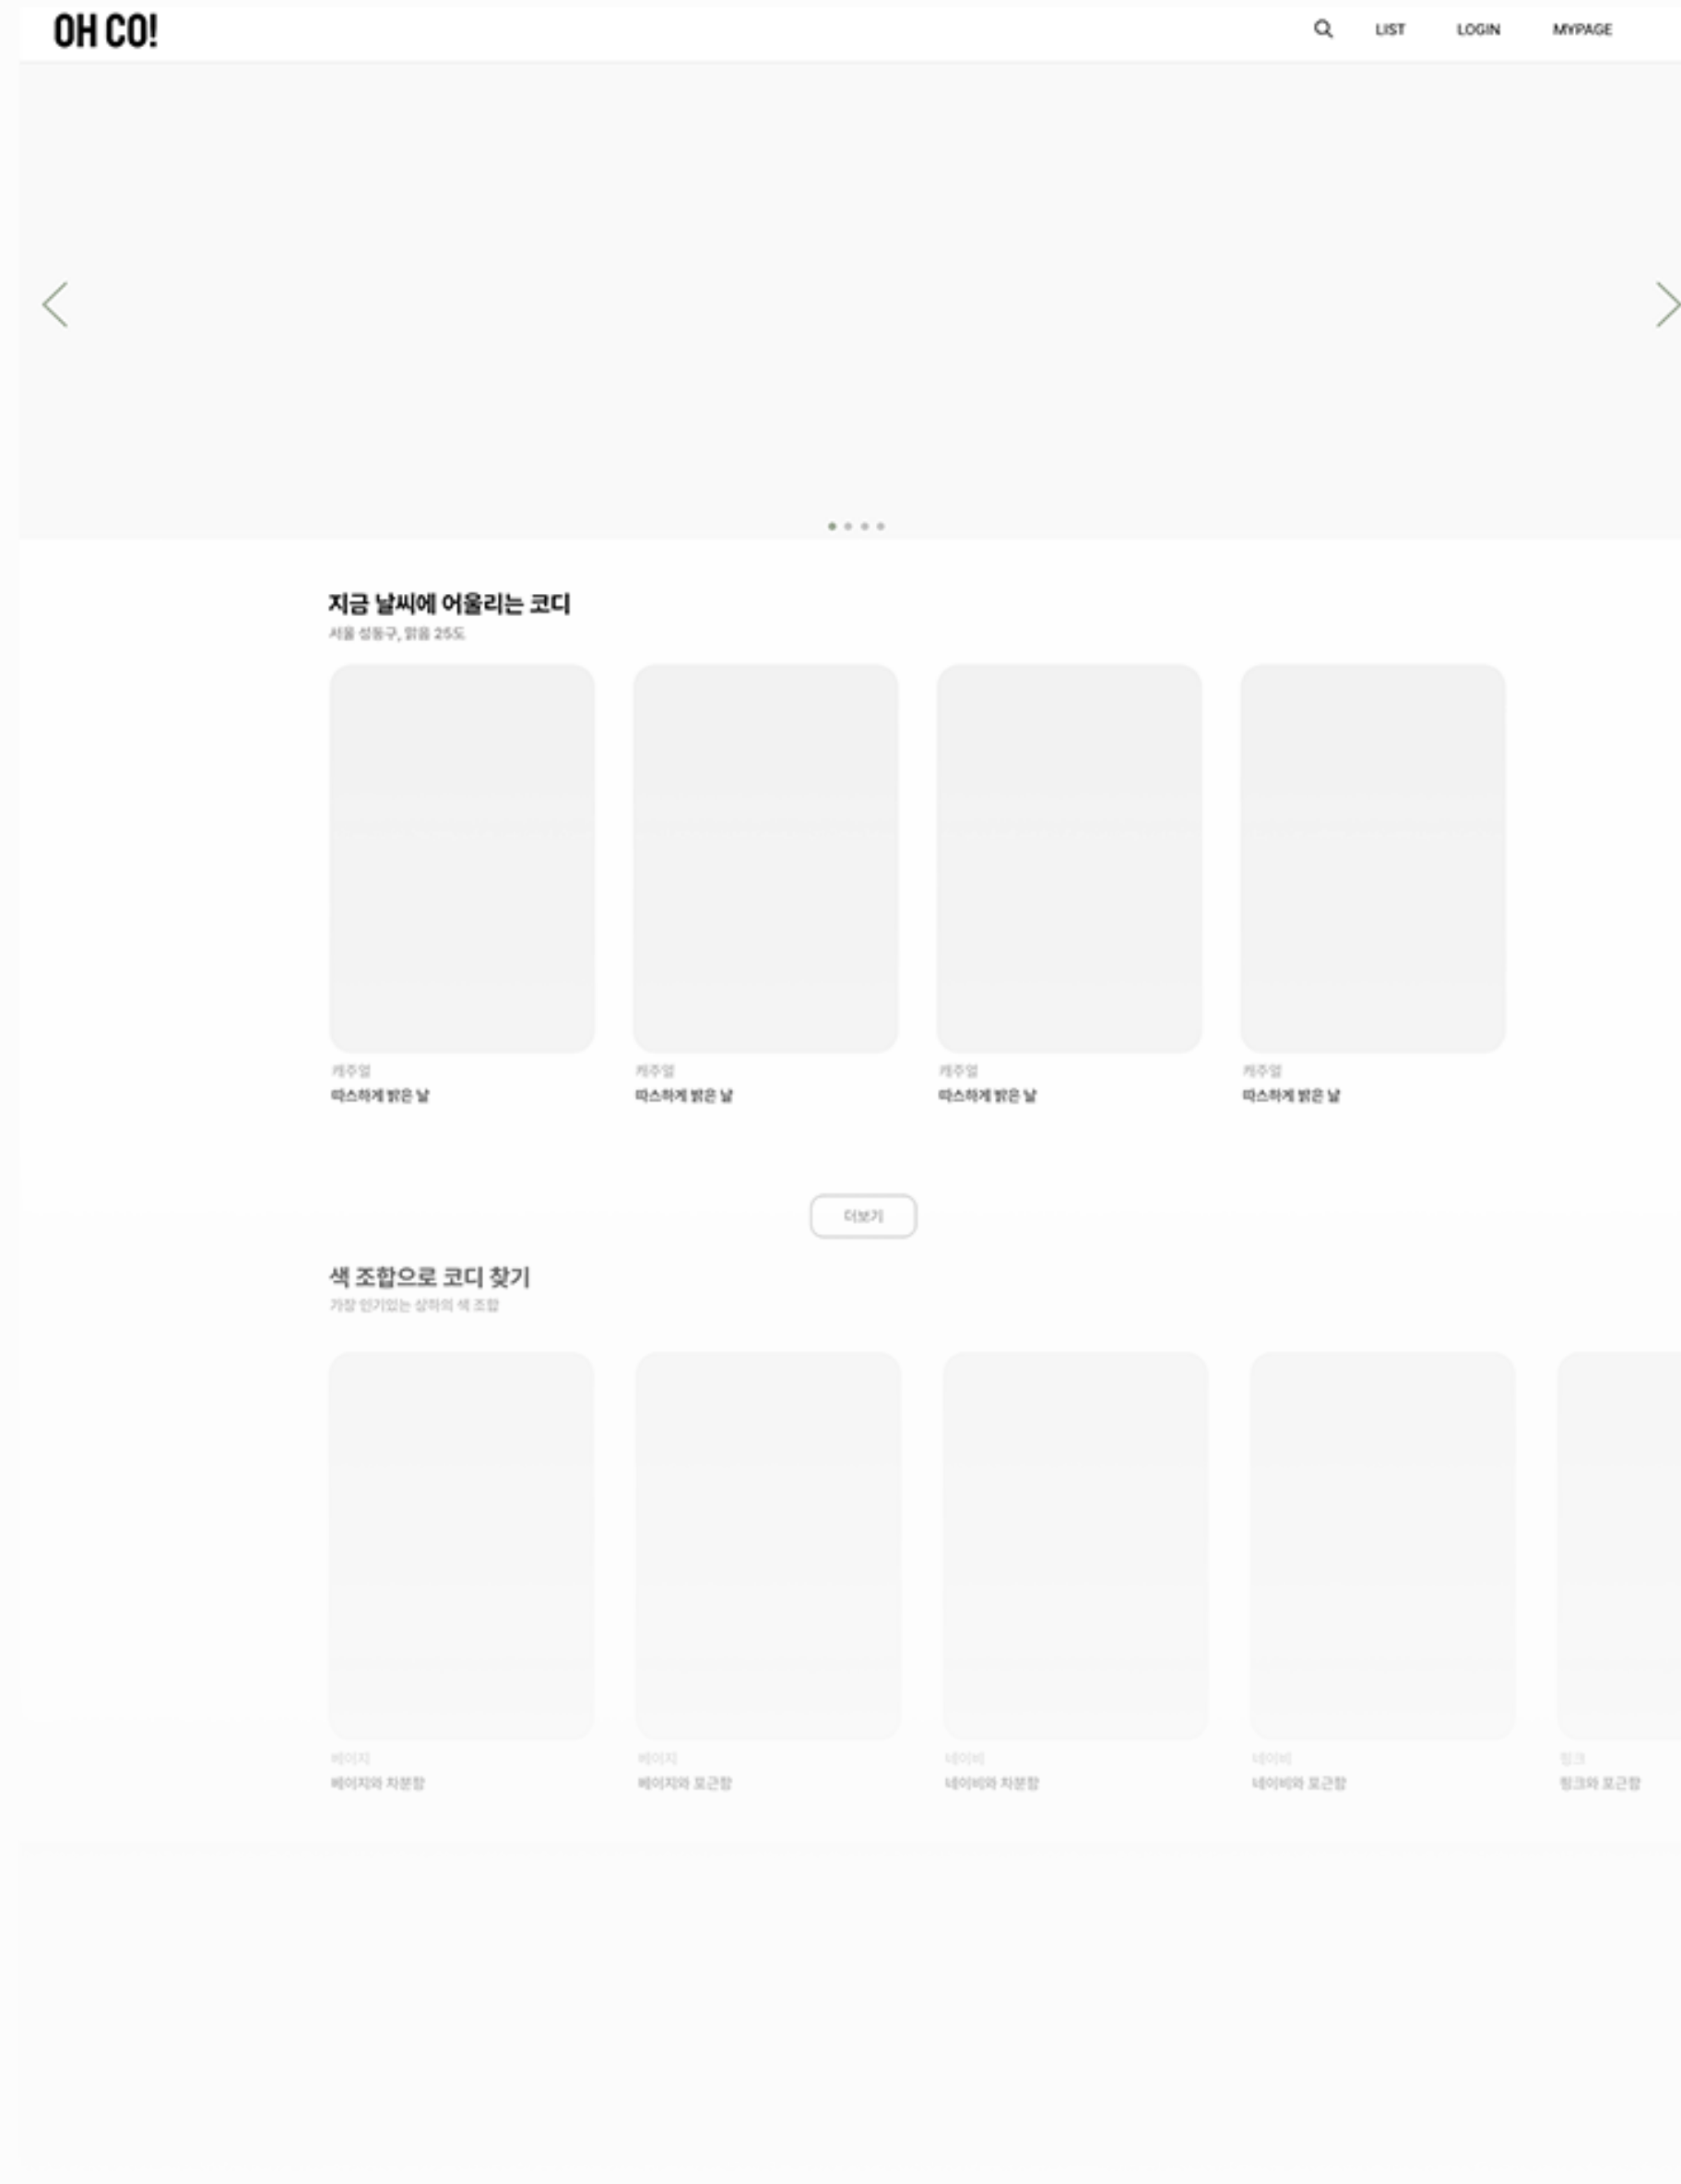 OH CO!
LIST LOGIN MYPAGE
지금 날씨에 어울리는 코디
서울 성동구, 맑음 25도
캐주얼 캐주얼 캐주얼 캐주얼
따스하게 밝은 날 따스하게 밝은 날 따스하게 밝은 날 따스하게 밝은 날
더보기
색 조합으로 코디 찾기
가장 인기있는 상하의 색 조합
베이지 베이지 네이비 네이비 핑크
베이지와 차분함 베이지와 포근함 네이비와 차분함 네이비와 포근함 핑크와 포근함